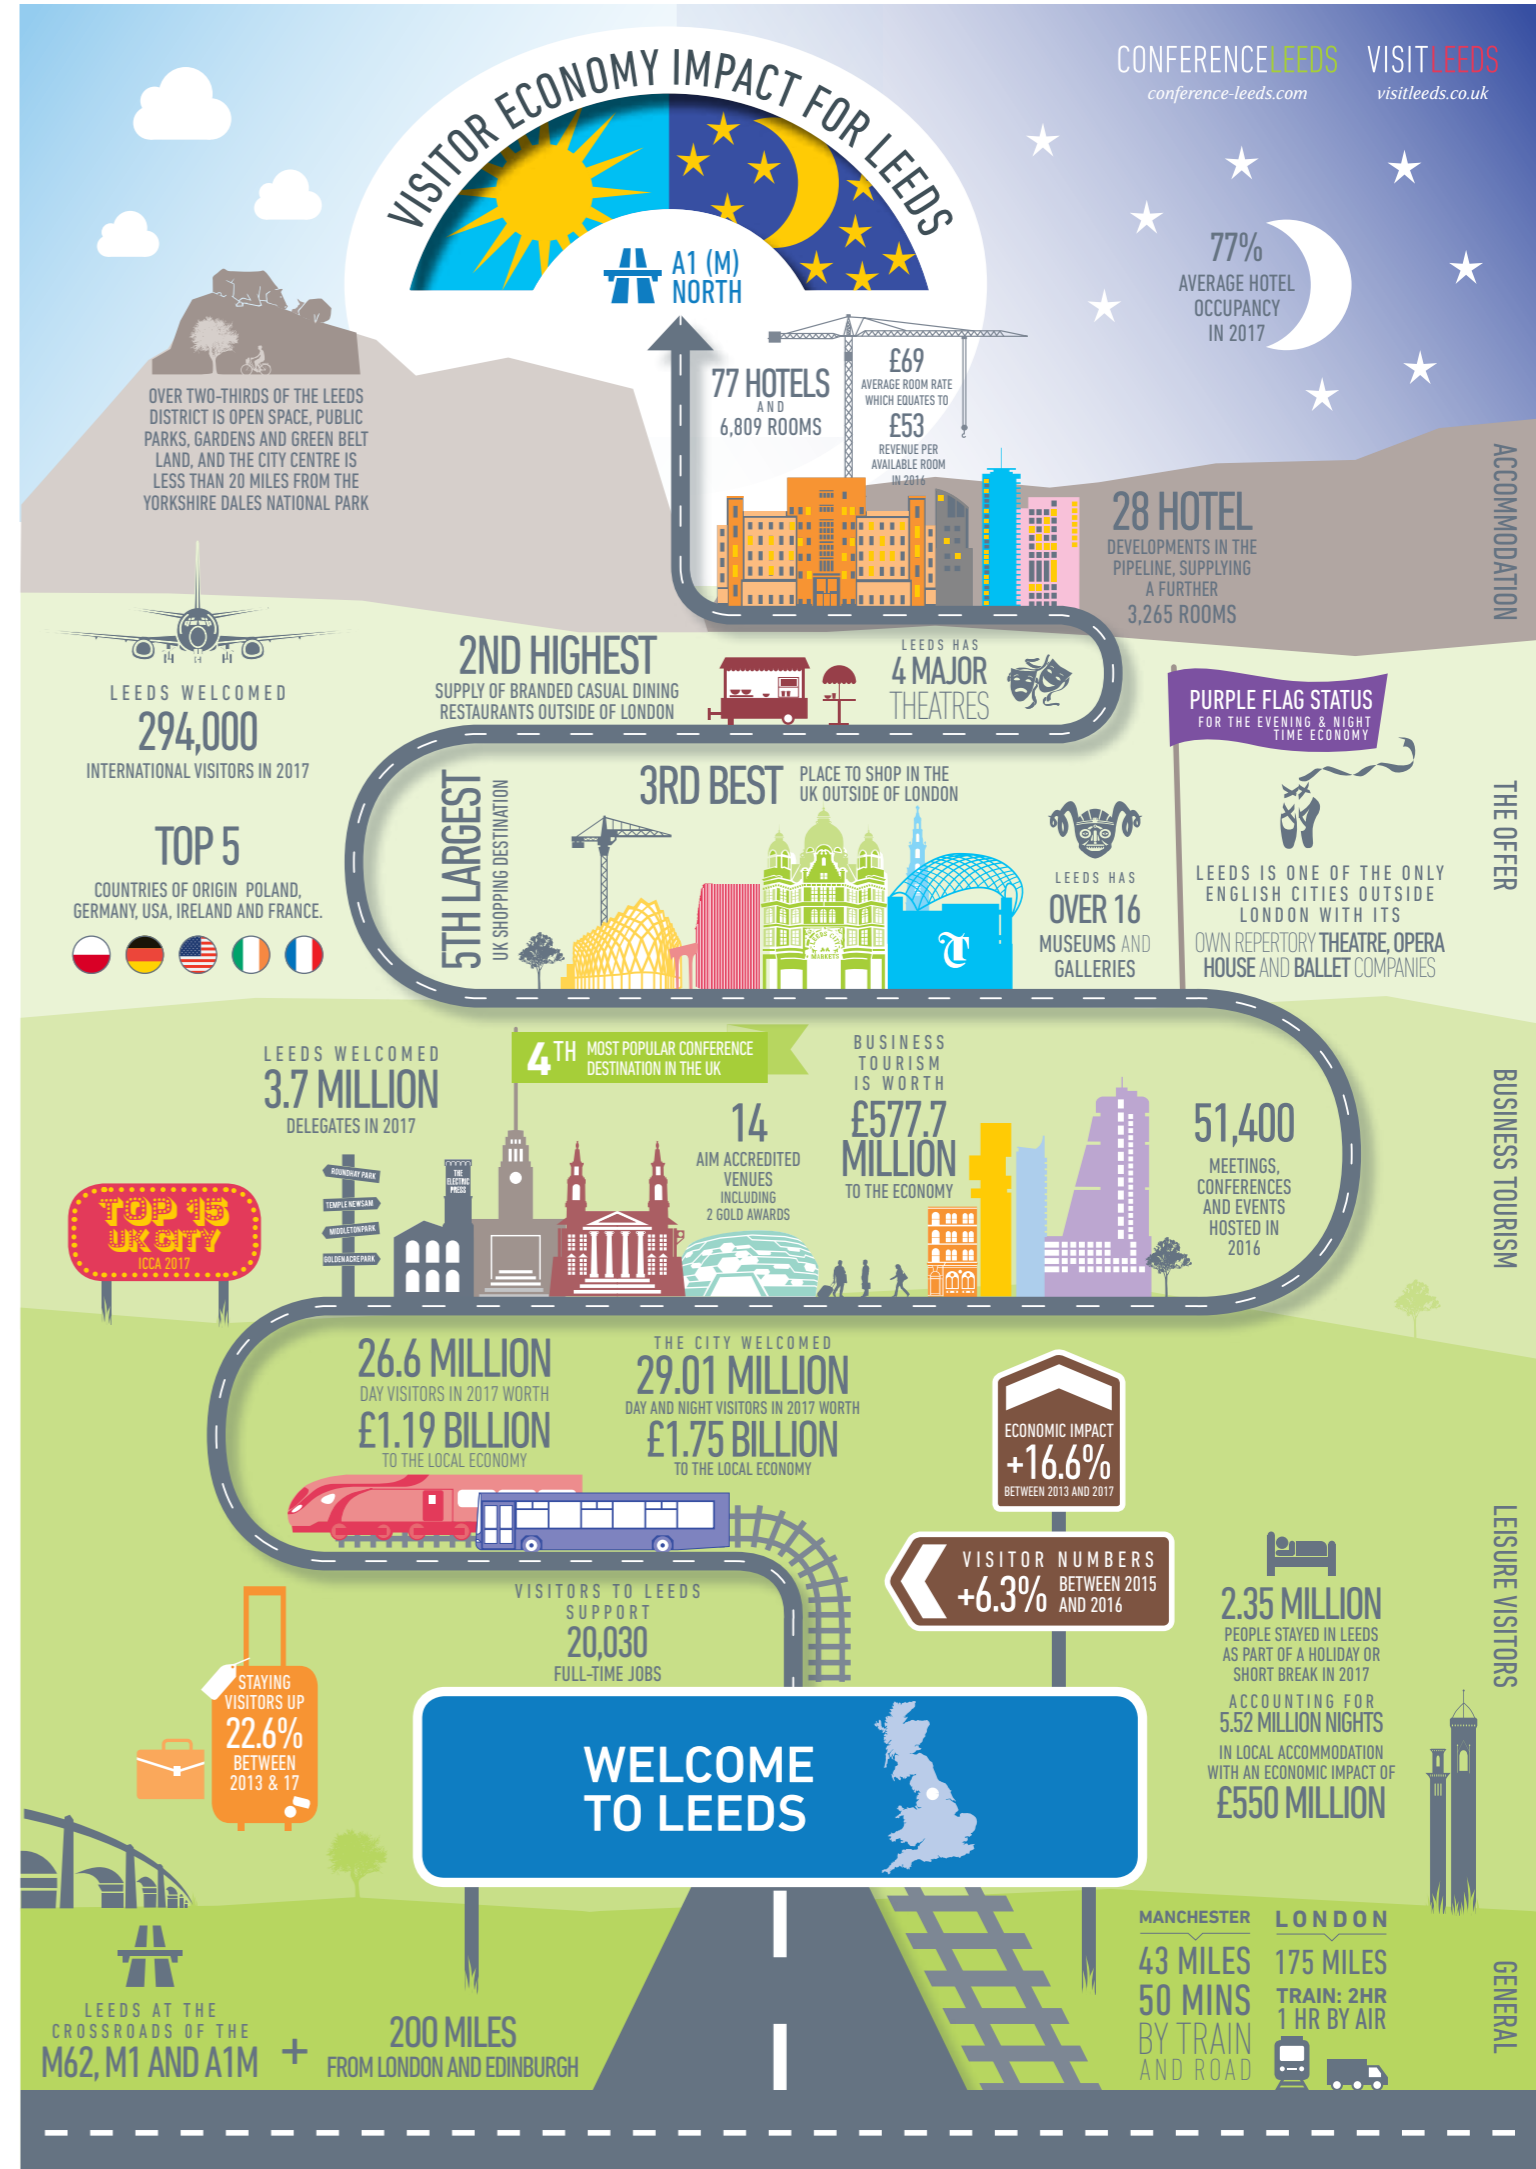 CONFERENCELEEDS
conference-leeds.com
VISITLEEDS
visitleeds.co.uk
VISITOR ECONOMY IMPACT FOR LEEDS
A1 (M)
NORTH
77%
AVERAGE HOTEL
OCCUPANCY
IN 2017
77 HOTELS
AND
6,809 ROOMS
£69
AVERAGE ROOM RATE
WHICH EQUATES TO
£53
REVENUE PER
AVAILABLE ROOM
IN 2016
OVER TWO-THIRDS OF THE LEEDS
DISTRICT IS OPEN SPACE, PUBLIC
PARKS, GARDENS AND GREEN BELT
LAND, AND THE CITY CENTRE IS
LESS THAN 20 MILES FROM THE
YORKSHIRE DALES NATIONAL PARK
28 HOTEL
DEVELOPMENTS IN THE
PIPELINE, SUPPLYING
A FURTHER
3,265 ROOMS
ACCOMMODATION
LEEDS WELCOMED
294,000
INTERNATIONAL VISITORS IN 2017
2ND HIGHEST
SUPPLY OF BRANDED CASUAL DINING
RESTAURANTS OUTSIDE OF LONDON
LEEDS HAS
4 MAJOR
THEATRES
PURPLE FLAG STATUS
FOR THE EVENING & NIGHT
TIME ECONOMY
TOP 5
COUNTRIES OF ORIGIN POLAND,
GERMANY, USA, IRELAND AND FRANCE.
5TH LARGEST
UK SHOPPING DESTINATION
3RD BEST
PLACE TO SHOP IN THE
UK OUTSIDE OF LONDON
MARKETS
T
LEEDS HAS
OVER 16
MUSEUMS AND
GALLERIES
LEEDS IS ONE OF THE ONLY
ENGLISH CITIES OUTSIDE
LONDON WITH ITS
OWN REPERTORY THEATRE, OPERA
HOUSE AND BALLET COMPANIES
THE OFFER
LEEDS WELCOMED
3.7 MILLION
DELEGATES IN 2017
4TH
MOST POPULAR CONFERENCE
DESTINATION IN THE UK
14
AIM ACCREDITED
VENUES
INCLUDING
2 GOLD AWARDS
BUSINESS
TOURISM
IS WORTH
£577.7
MILLION
TO THE ECONOMY
51,400
MEETINGS,
CONFERENCES
AND EVENTS
HOSTED IN
2016
BUSINESS TOURISM
TOP 15
UK CITY
ICCA 2017
ROUNDHAY PARK
TEMPLE NEWSAM
MIDDLETON PARK
GOLDEN ACRE PARK
THE
ELECTRIC
PRESS
26.6 MILLION
DAY VISITORS IN 2017 WORTH
£1.19 BILLION
TO THE LOCAL ECONOMY
THE CITY WELCOMED
29.01 MILLION
DAY AND NIGHT VISITORS IN 2017 WORTH
£1.75 BILLION
TO THE LOCAL ECONOMY
ECONOMIC IMPACT
+16.6%
BETWEEN 2013 AND 2017
VISITOR NUMBERS
+6.3%
BETWEEN 2015
AND 2016
VISITORS TO LEEDS
SUPPORT
20,030
FULL-TIME JOBS
2.35 MILLION
PEOPLE STAYED IN LEEDS
AS PART OF A HOLIDAY OR
SHORT BREAK IN 2017
ACCOUNTING FOR
5.52 MILLION NIGHTS
IN LOCAL ACCOMMODATION
WITH AN ECONOMIC IMPACT OF
£550 MILLION
LEISURE VISITORS
STAYING
VISITORS UP
22.6%
BETWEEN
2013 & 17
WELCOME
TO LEEDS
LEEDS AT THE
CROSSROADS OF THE
M62, M1 AND A1M
+
200 MILES
FROM LONDON AND EDINBURGH
MANCHESTER
43 MILES
50 MINS
BY TRAIN
AND ROAD
LONDON
175 MILES
TRAIN: 2HR
1 HR BY AIR
GENERAL